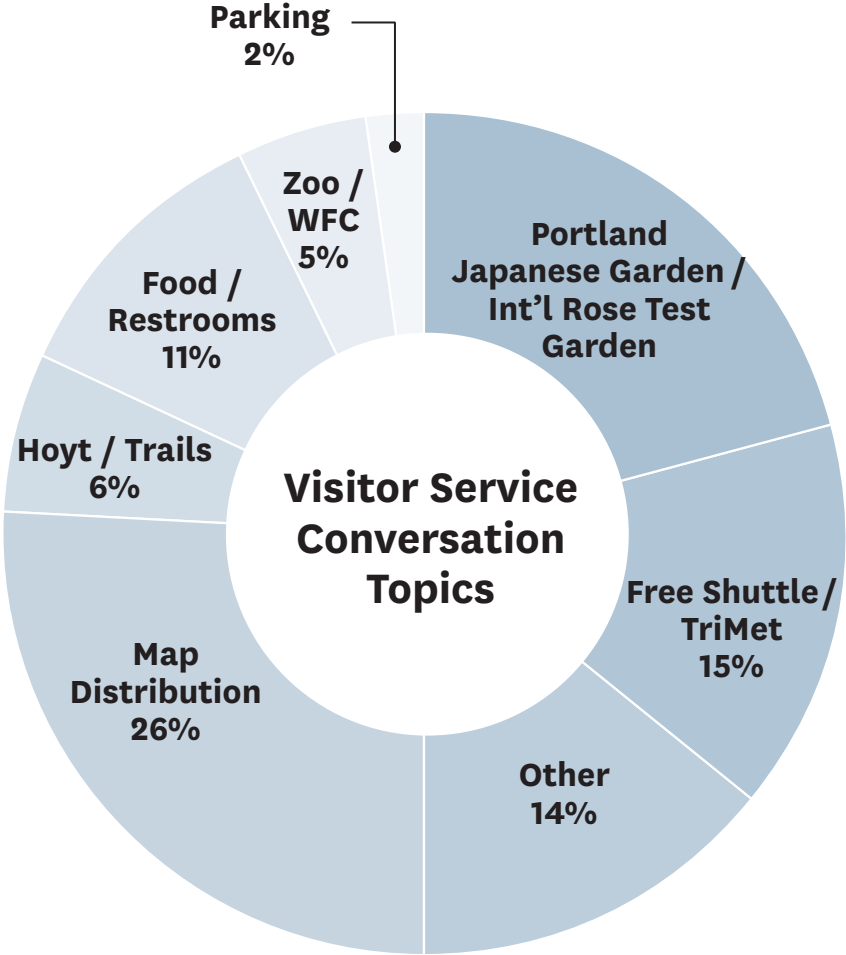 Parking
2%
Zoo /
WFC
5%
Portland
Japanese Garden /
Int’l Rose Test
Garden
Food /
Restrooms
11%
Hoyt / Trails
6%
Visitor Service
Conversation
Topics
Free Shuttle/
TriMet
15%
Map
Distribution
26%
Other
14%